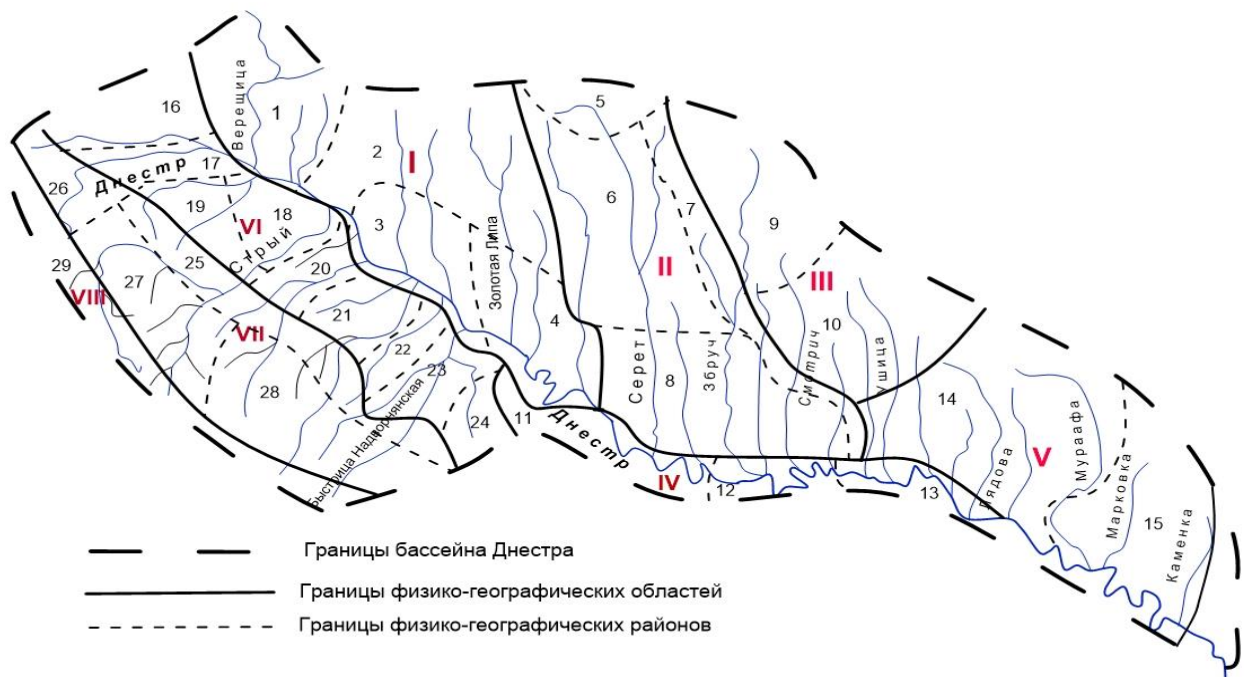 16
Верещица
1
5
2
I
17
Днестр
26
19
18
VI
Стрый
3
6
7
9
II
III
Золотая Липа
29
VIII
27
25
20
21
VII
28
22
23
4
Серет
8
Збруч
Смотрич
10
Ушица
14
Лядова
V
Мурафа
Марковка
15
Каменка
Быстрица Надворнянская
24
11
Днестр
IV
12
13
Границы бассейна Днестра
Границы физико-географических областей
Границы физико-географических районов